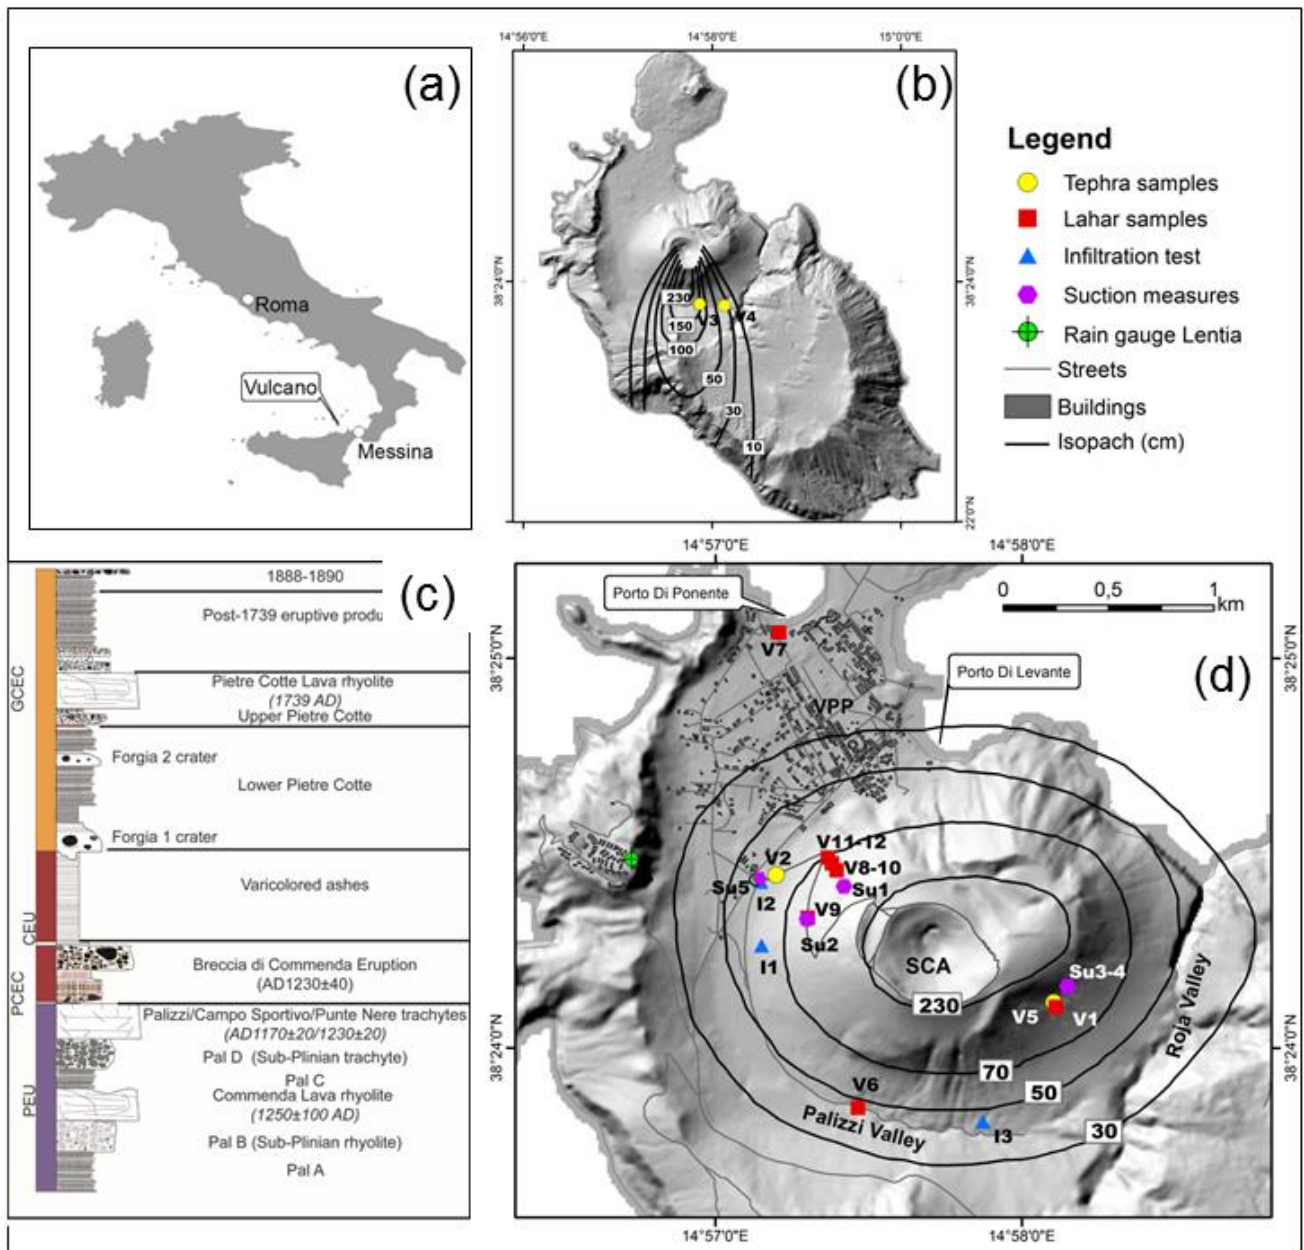 (a)
Roma
Vulcano
Messina
14°56'0"E
14°58'0"E
15°0'0"E
(b)
38°24'0"N
38°24'0"N
22'0"N
230
V3
V4
150
100
50
30
10
Legend
Tephra samples
Lahar samples
Infiltration test
Suction measures
Rain gauge Lentia
Streets
Buildings
Isopach (cm)
(c)
GCEC
CEU
PCEC
PEU
1888-1890
Post-1739 eruptive produ
Pietre Cotte Lava rhyolite
(1739 AD)
Upper Pietre Cotte
Forgia 2 crater
Lower Pietre Cotte
Forgia 1 crater
Varicolored ashes
Breccia di Commenda Eruption
(AD1230±40)
Palizzi/Campo Sportivo/Punte Nere trachytes
(AD1170±20/1230±20)
Pal D (Sub-Plinian trachyte)
Pal C
Commenda Lava rhyolite
(1250±100 AD)
Pal B (Sub-Plinian rhyolite)
Pal A
14°57'0"E
14°58'0"E
Porto Di Ponente
0
0,5
1
km
38°25'0"N
38°25'0"N
V7
Porto Di Levante
(d)
VPP
V11-12
V2
V8-10
Su5
Su1
I2
V9
Su2
I1
SCA
Su3-4
230
V5
V1
Roja Valley
38°24'0"N
38°24'0"N
70
V6
50
Palizzi Valley
I3
30
14°57'0"E
14°58'0"E